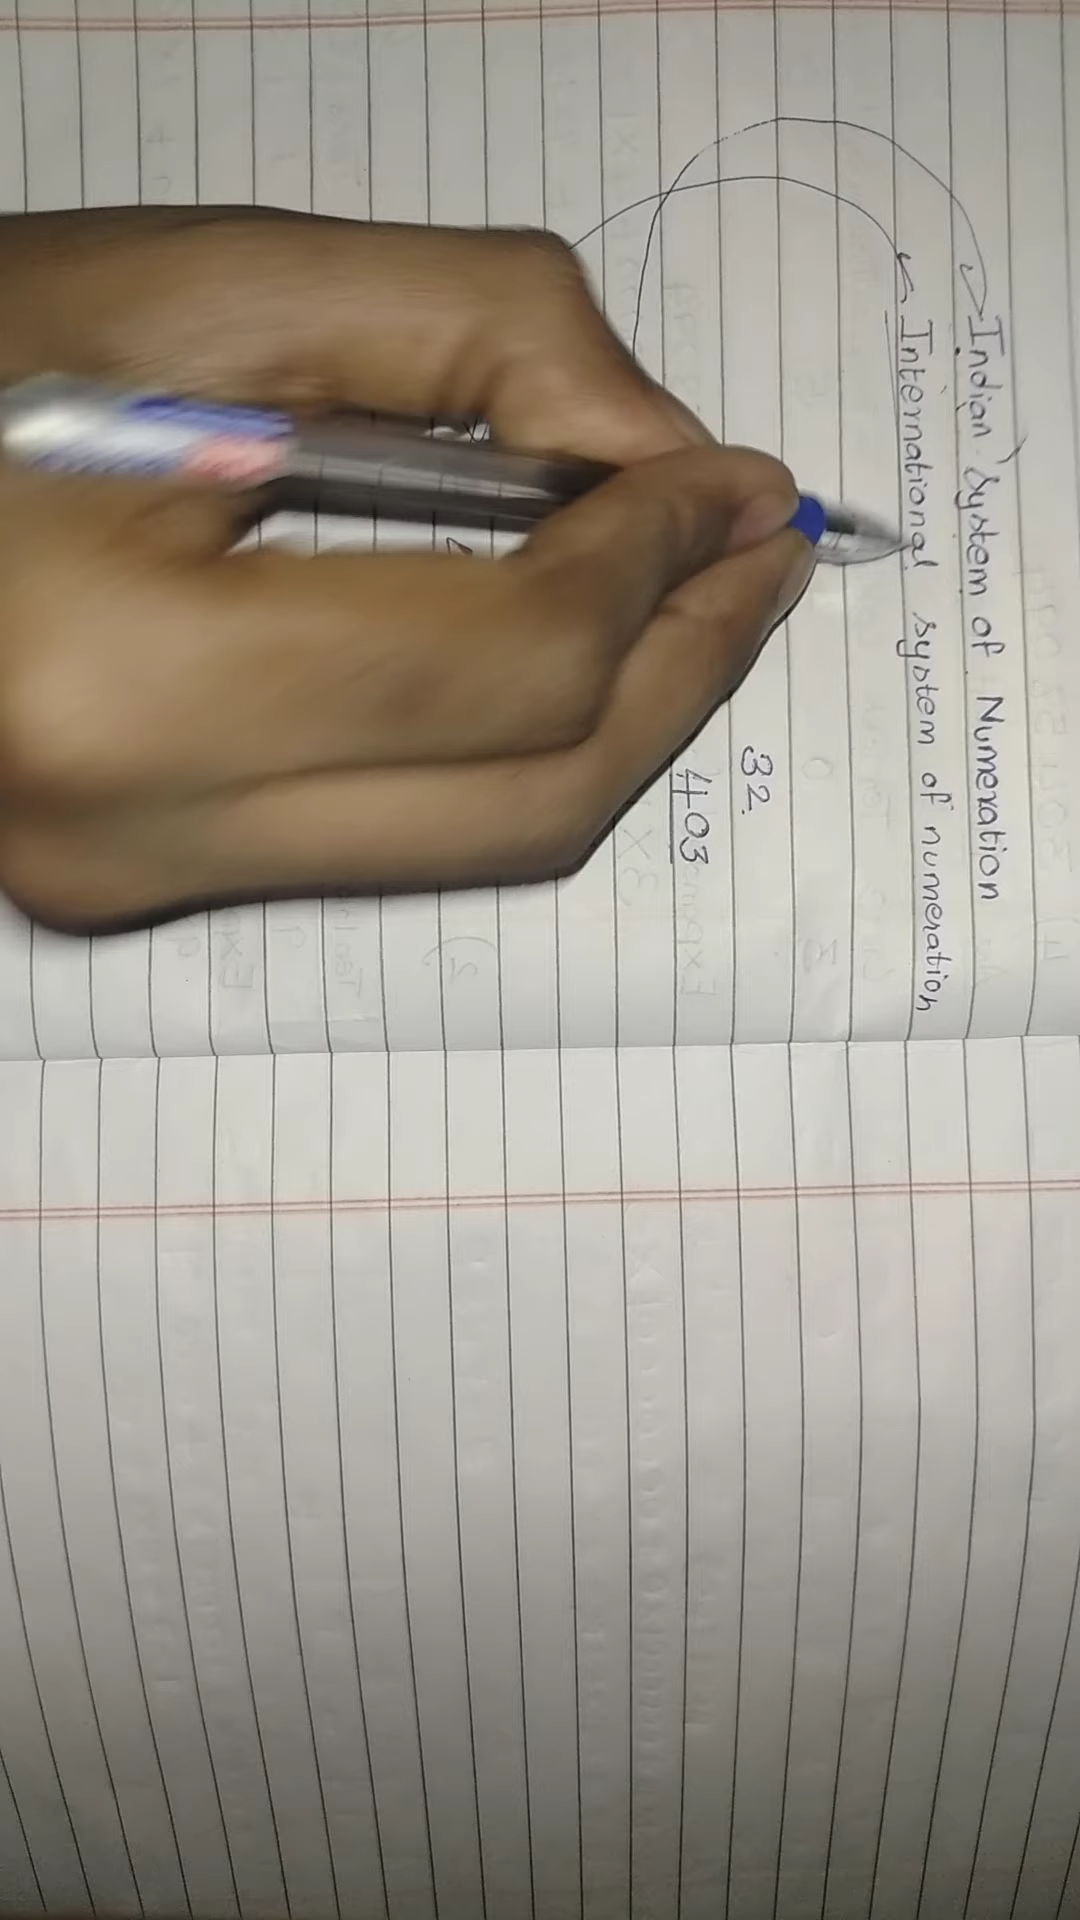 Indian System of Numeration
International system of numeration
32
403